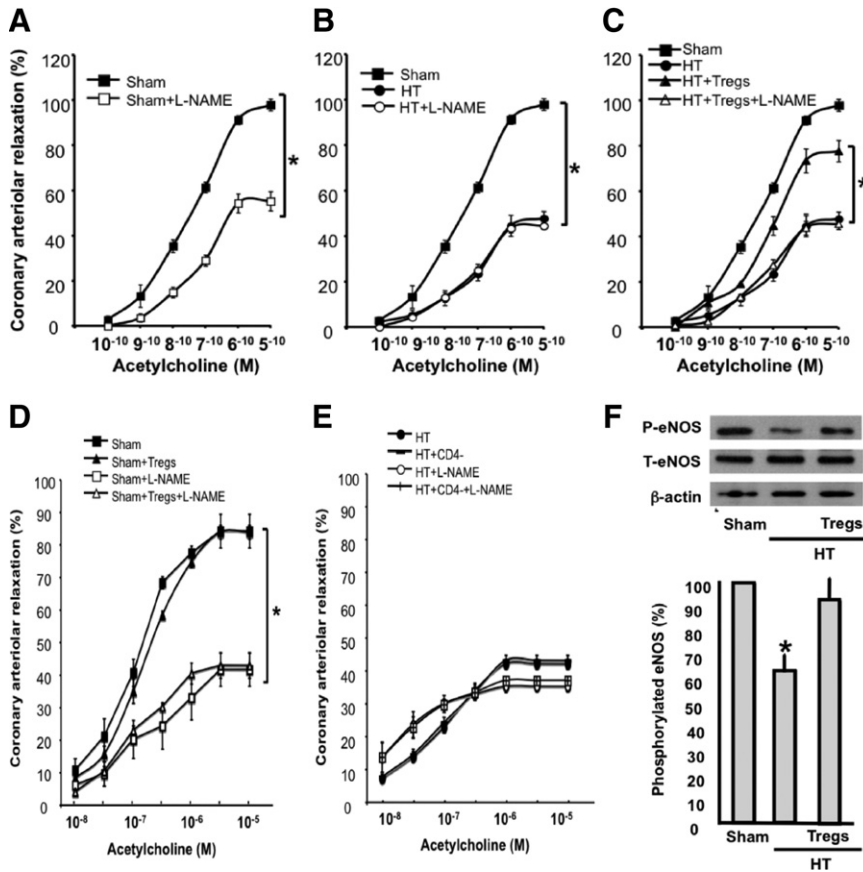 A
Coronary arteriolar relaxation (%)
120
100
80
60
40
20
0
Sham
Sham+L-NAME
*
10⁻¹⁰ 9⁻¹⁰ 8⁻¹⁰ 7⁻¹⁰ 6⁻¹⁰ 5⁻¹⁰
Acetylcholine (M)
B
120
100
80
60
40
20
0
Sham
HT
HT+L-NAME
*
10⁻¹⁰ 9⁻¹⁰ 8⁻¹⁰ 7⁻¹⁰ 6⁻¹⁰ 5⁻¹⁰
Acetylcholine (M)
C
120
100
80
60
40
20
0
Sham
HT
HT+Tregs
HT+Tregs+L-NAME
*
10⁻¹⁰ 9⁻¹⁰ 8⁻¹⁰ 7⁻¹⁰ 6⁻¹⁰ 5⁻¹⁰
Acetylcholine (M)
D
Coronary arteriolar relaxation (%)
100
90
80
70
60
50
40
30
20
10
0
Sham
Sham+Tregs
Sham+L-NAME
Sham+Tregs+L-NAME
*
10⁻⁸ 10⁻⁷ 10⁻⁶ 10⁻⁵
Acetylcholine (M)
E
Coronary arteriolar relaxation (%)
100
90
80
70
60
50
40
30
20
10
0
HT
HT+CD4-
HT+L-NAME
HT+CD4-+L-NAME
10⁻⁸ 10⁻⁷ 10⁻⁶ 10⁻⁵
Acetylcholine (M)
F
P-eNOS
T-eNOS
β-actin
Sham Tregs
HT
Phosphorylated eNOS (%)
100
90
80
70
60
50
40
30
20
10
0
*
Sham Tregs
HT